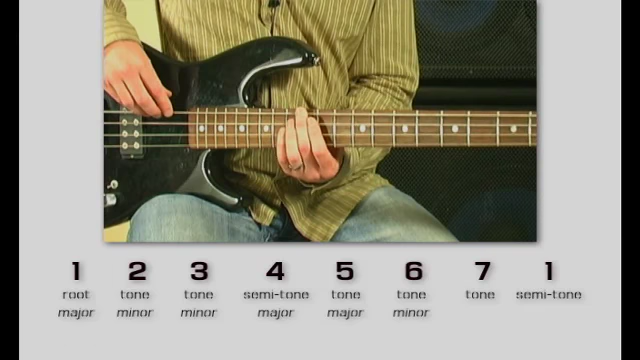 1 2 3 4 5 6 7 1
root tone tone semi-tone tone tone tone semi-tone
major minor minor major major minor